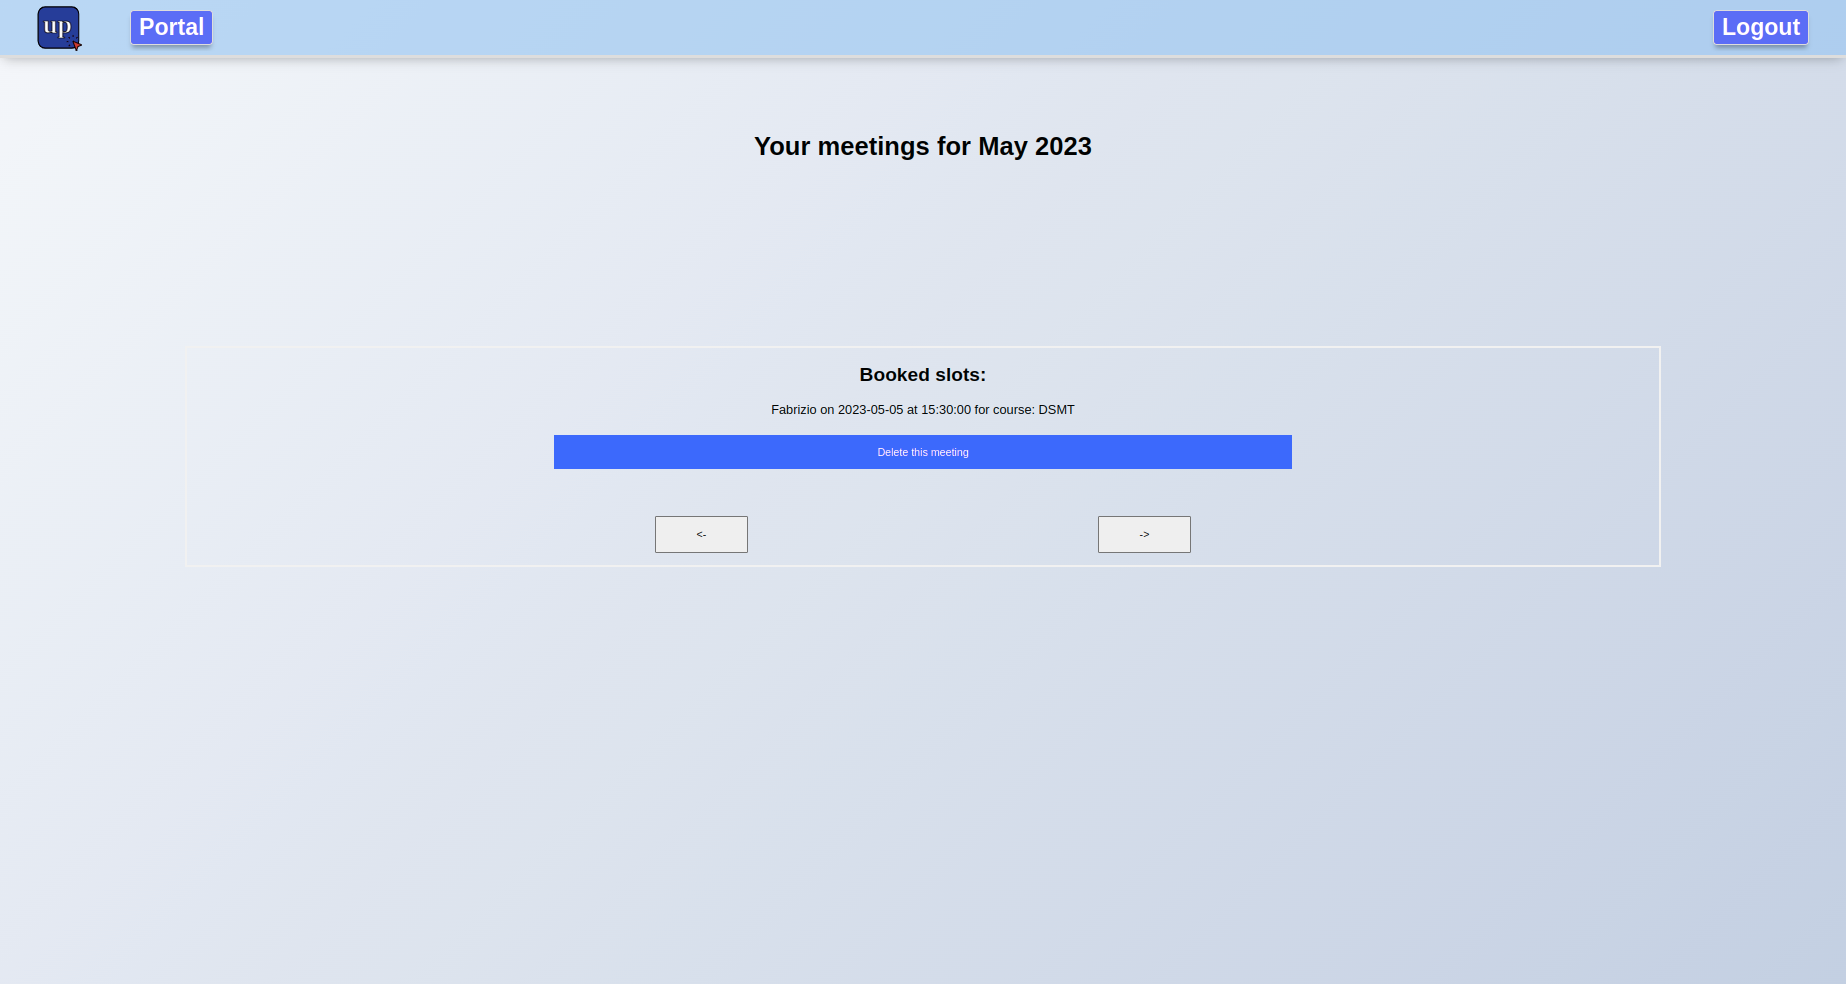 up
Portal
Logout
Your meetings for May 2023
Booked slots:
Fabrizio on 2023-05-05 at 15:30:00 for course: DSMT
Delete this meeting
<-
->